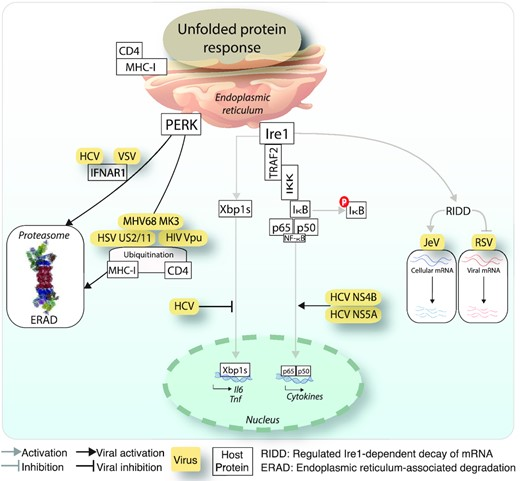 Unfolded protein
response
CD4
MHC-I
Endoplasmic
reticulum
PERK
Ire1
HCV
VSV
IFNAR1
TRAF2
IKK
Xbp1s
IκB
P
IκB
RIDD
p65
p50
NF-κB
MHV68 MK3
HSV US2/11
HIV Vpu
Ubiquitination
MHC-I
CD4
Proteasome
ERAD
JeV
RSV
Cellular mRNA
Viral mRNA
HCV
HCV NS4B
HCV NS5A
Xbp1s
p65
p50
Il6
Tnf
Cytokines
Nucleus
Activation
Inhibition
Viral activation
Viral inhibition
Virus
Host
Protein
RIDD: Regulated Ire1-dependent decay of mRNA
ERAD: Endoplasmic reticulum-associated degradation